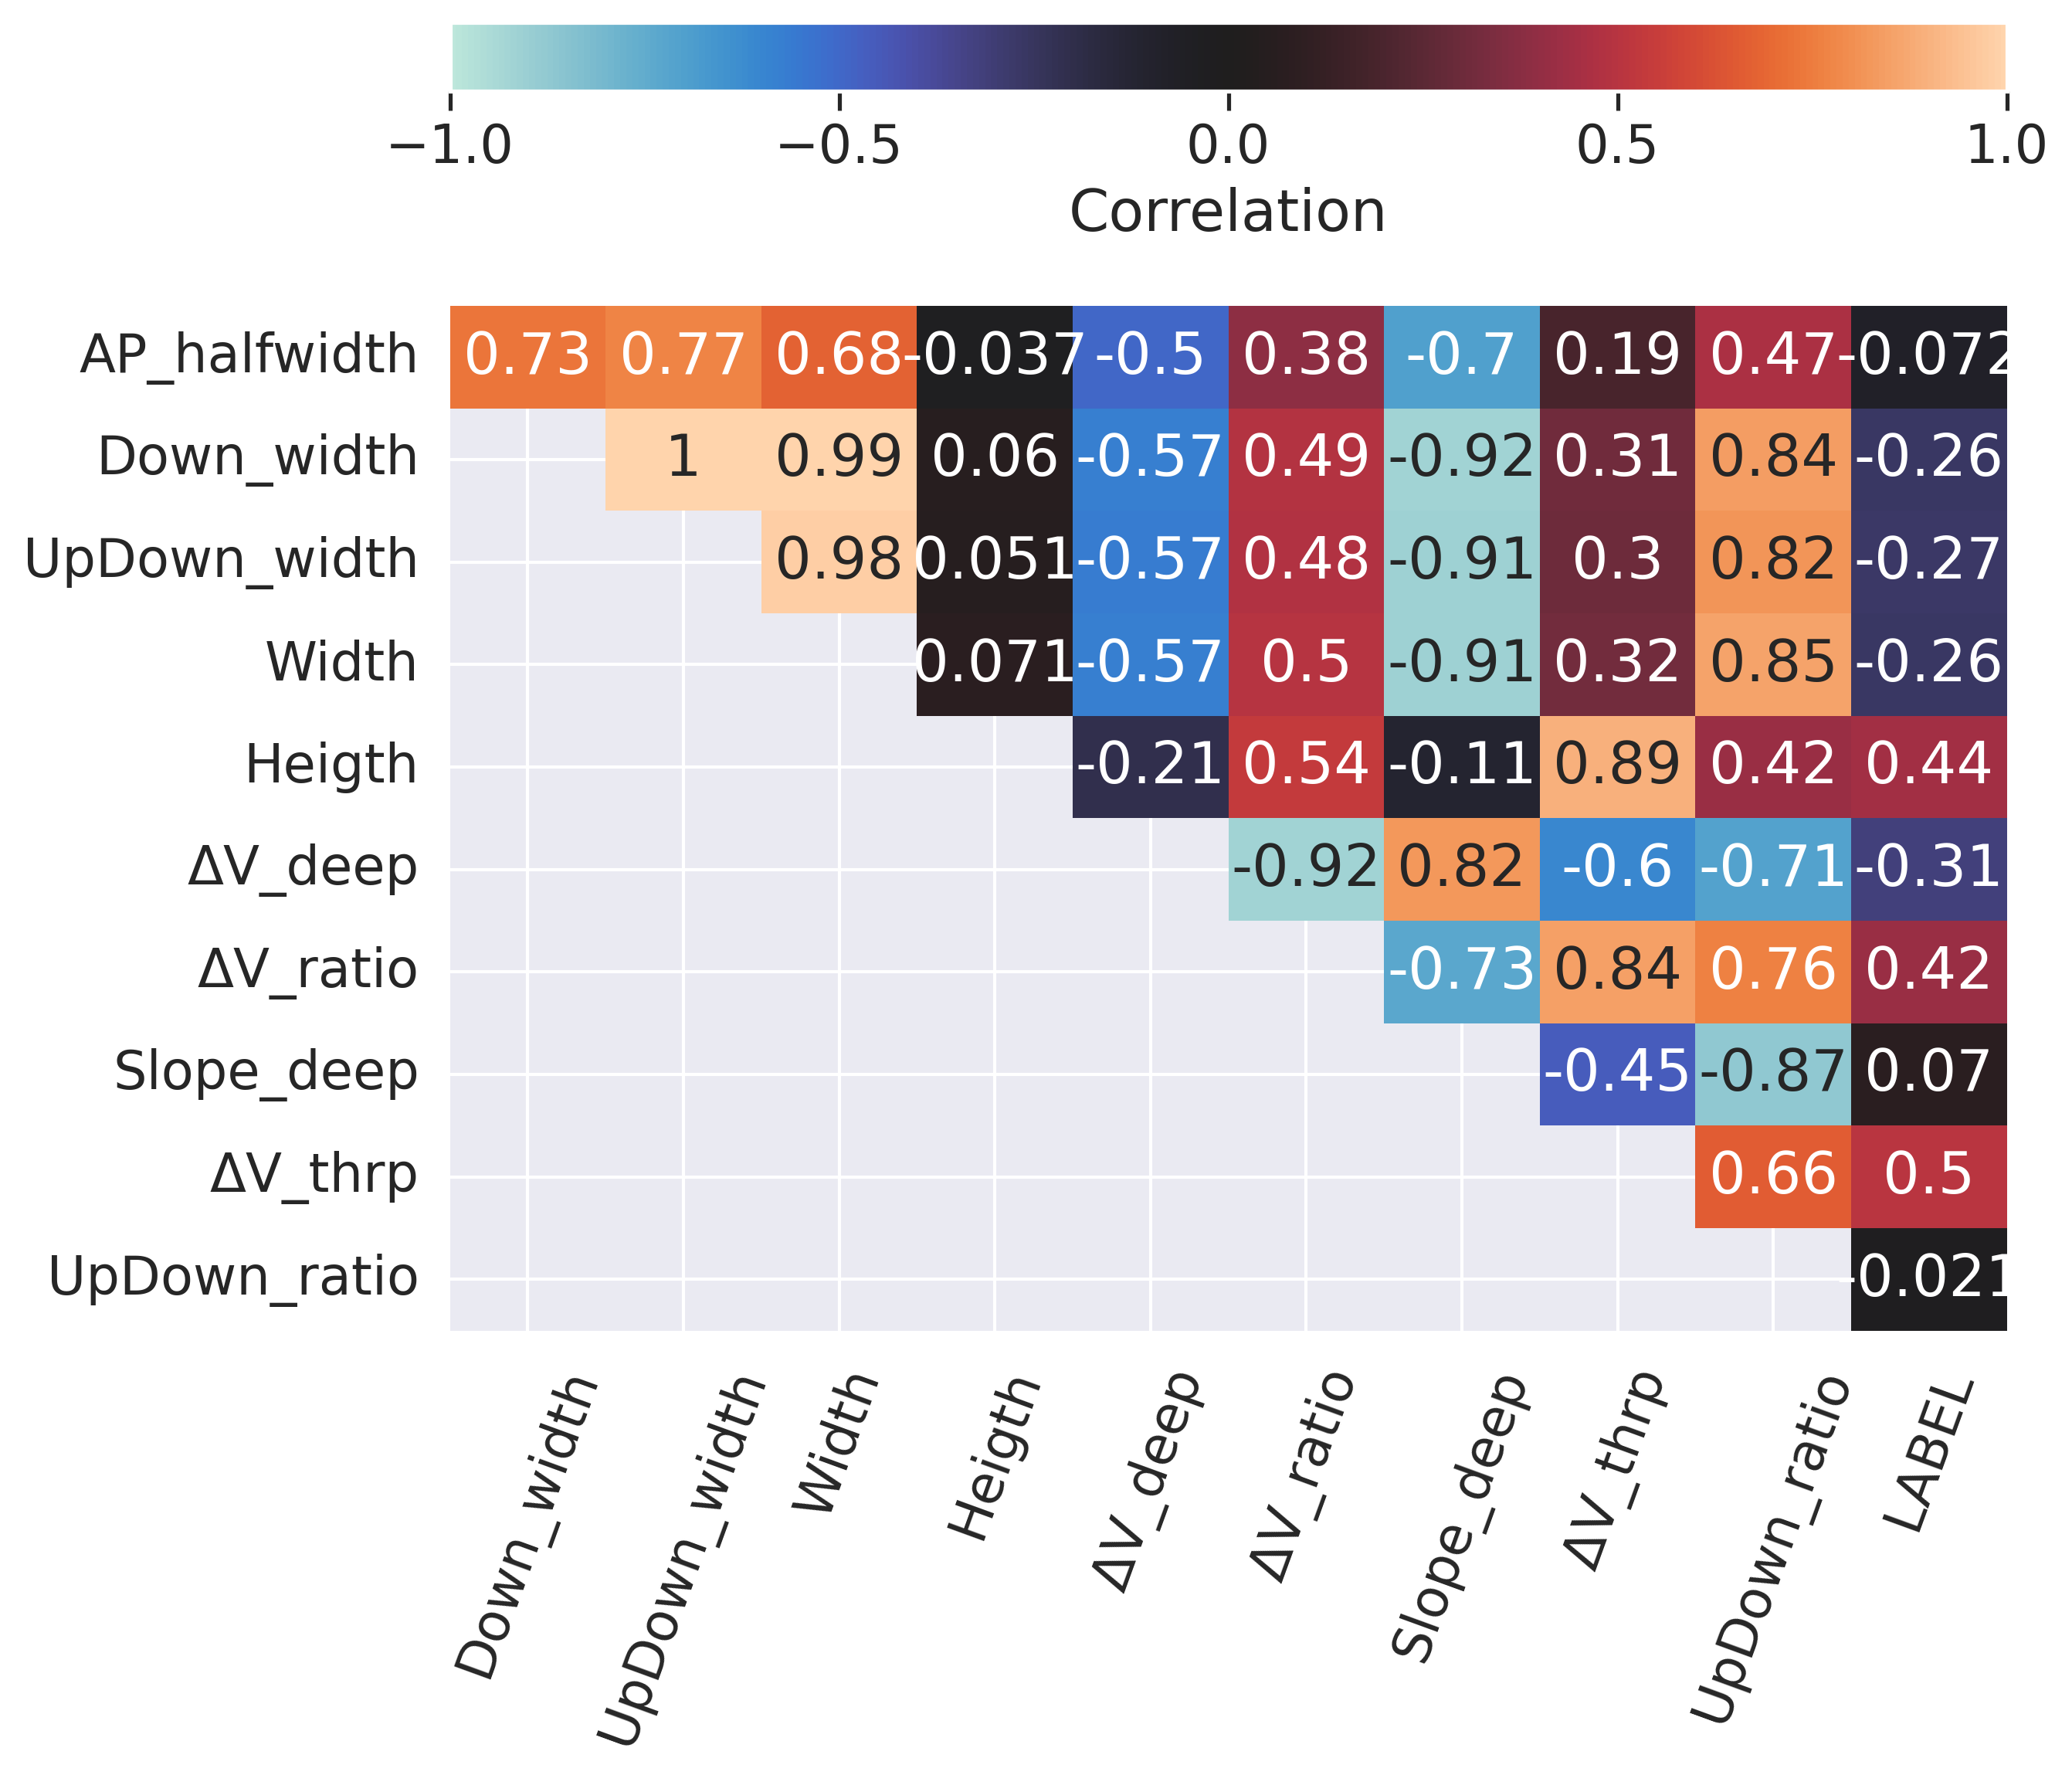 −1.0 −0.5 0.0 0.5 1.0
Correlation
AP_halfwidth 0.73 0.77 0.68 -0.037 -0.5 0.38 -0.7 0.19 0.47 -0.072
Down_width 1 0.99 0.06 -0.57 0.49 -0.92 0.31 0.84 -0.26
UpDown_width 0.98 0.051 -0.57 0.48 -0.91 0.3 0.82 -0.27
Width 0.071 -0.57 0.5 -0.91 0.32 0.85 -0.26
Heigth -0.21 0.54 -0.11 0.89 0.42 0.44
ΔV_deep -0.92 0.82 -0.6 -0.71 -0.31
ΔV_ratio -0.73 0.84 0.76 0.42
Slope_deep -0.45 -0.87 0.07
ΔV_thrp 0.66 0.5
UpDown_ratio -0.021
Down_width UpDown_width Width Heigth ΔV_deep ΔV_ratio Slope_deep ΔV_thrp UpDown_ratio LABEL